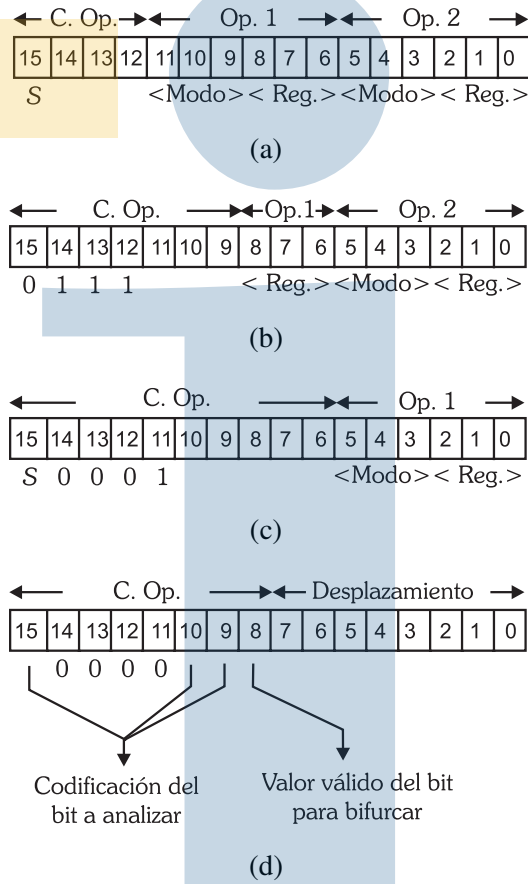 C. Op. Op. 1 Op. 2
15 14 13 12 11 10 9 8 7 6 5 4 3 2 1 0
S <Modo>< Reg.><Modo>< Reg.>
(a)
C. Op. Op.1 Op. 2
15 14 13 12 11 10 9 8 7 6 5 4 3 2 1 0
0 1 1 1 < Reg.><Modo>< Reg.>
(b)
C. Op. Op. 1
15 14 13 12 11 10 9 8 7 6 5 4 3 2 1 0
S 0 0 0 1 <Modo>< Reg.>
(c)
C. Op. Desplazamiento
15 14 13 12 11 10 9 8 7 6 5 4 3 2 1 0
0 0 0 0
Codificación del
bit a analizar
Valor válido del bit
para bifurcar
(d)